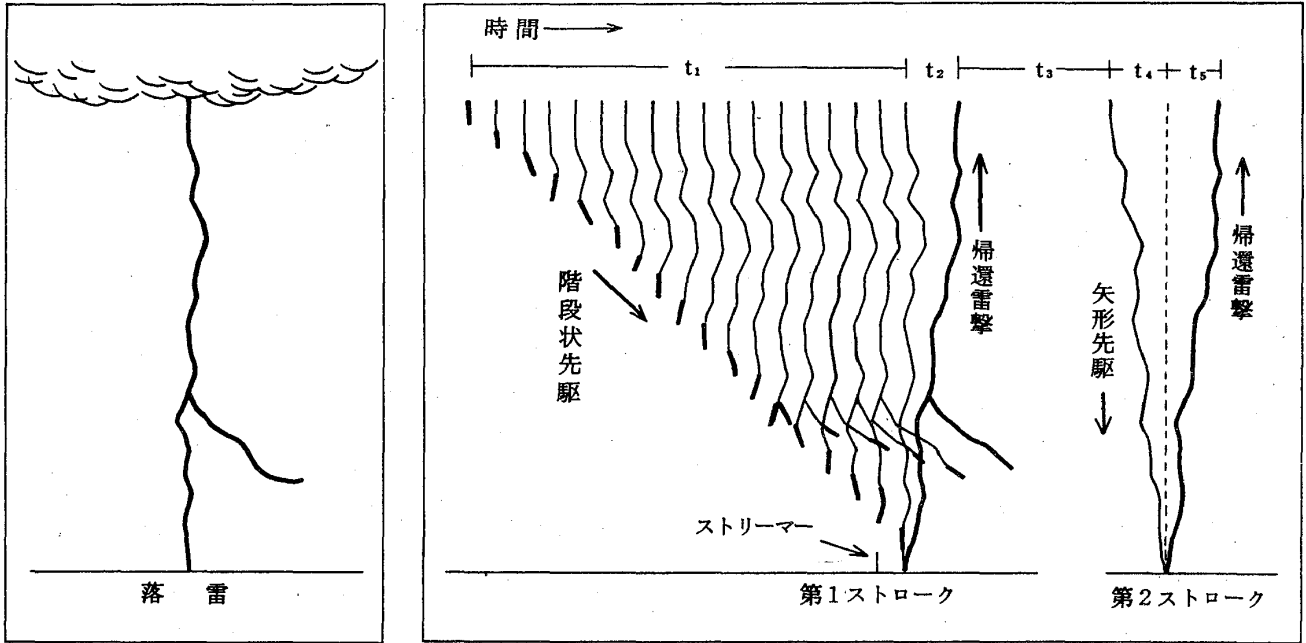 落雷
時間
t₁
t₂
t₃
t₄
t₅
階段状先駆
帰還雷撃
矢形先駆
帰還雷撃
ストリーマー
第1ストローク
第2ストローク